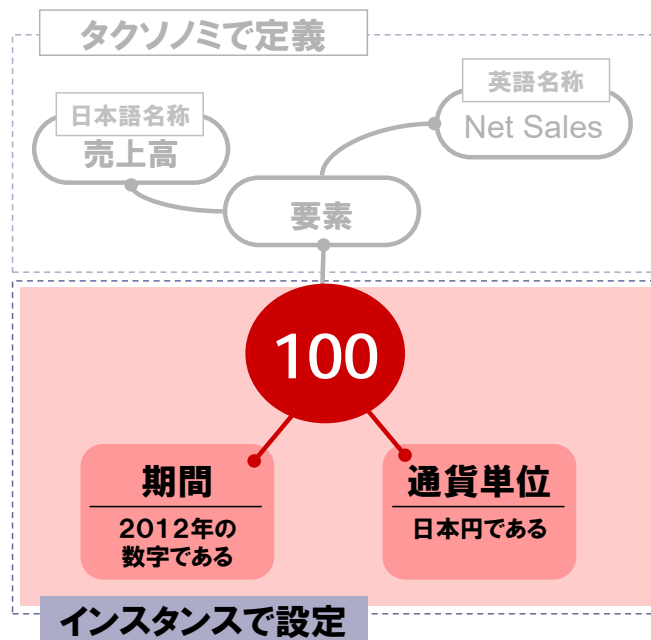 タクソノミで定義
日本語名称
売上高
英語名称
Net Sales
要素
100
期間
2012年の
数字である
通貨単位
日本円である
インスタンスで設定